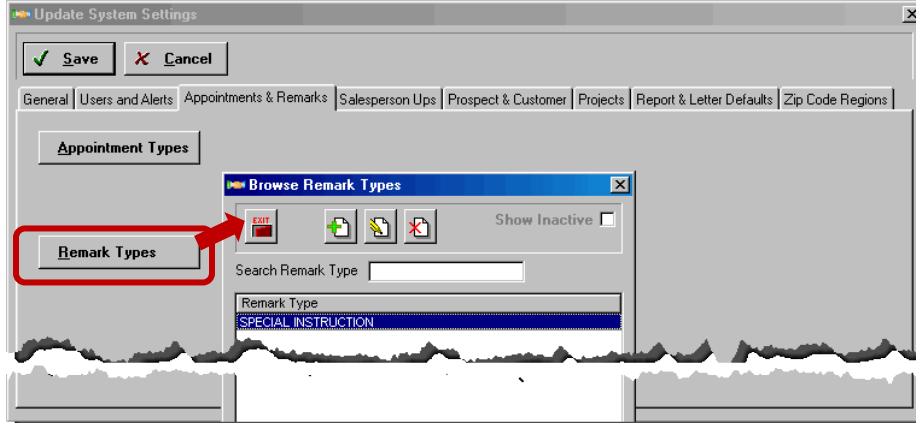 Update System Settings
Save Cancel
General Users and Alerts Appointments & Remarks Salesperson Ups Prospect & Customer Projects Report & Letter Defaults Zip Code Regions
Appointment Types
Browse Remark Types
EXIT Show Inactive
Remark Types
Search Remark Type
Remark Type
SPECIAL INSTRUCTION